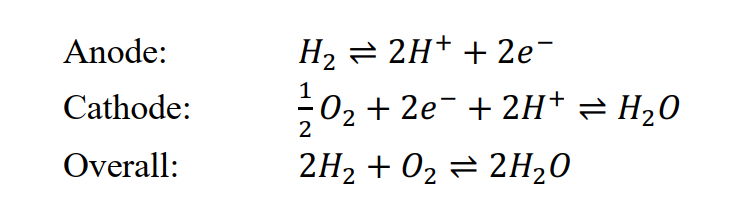 Anode: H₂ ⇌ 2H⁺ + 2e⁻
Cathode: ½O₂ + 2e⁻ + 2H⁺ ⇌ H₂O
Overall: 2H₂ + O₂ ⇌ 2H₂O